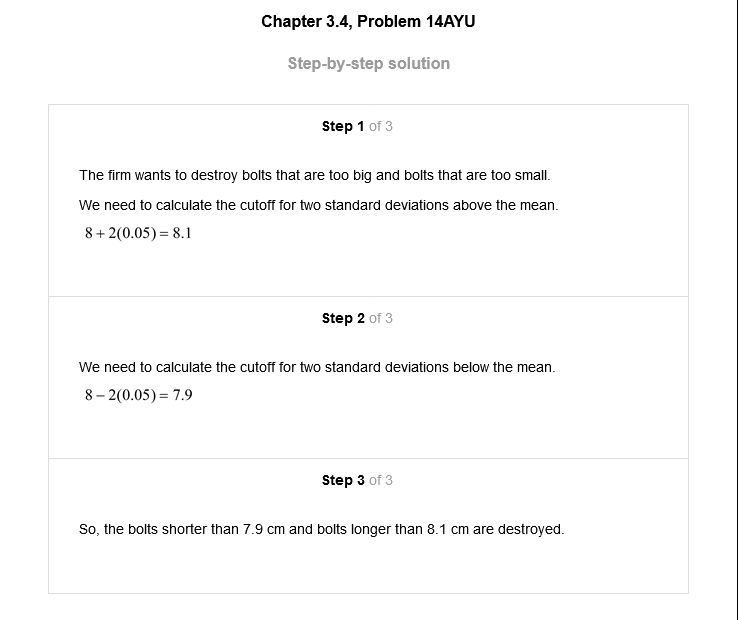 Chapter 3.4, Problem 14AYU
Step-by-step solution
Step 1 of 3
The firm wants to destroy bolts that are too big and bolts that are too small.
We need to calculate the cutoff for two standard deviations above the mean.
8 + 2(0.05) = 8.1
Step 2 of 3
We need to calculate the cutoff for two standard deviations below the mean.
8 – 2(0.05) = 7.9
Step 3 of 3
So, the bolts shorter than 7.9 cm and bolts longer than 8.1 cm are destroyed.